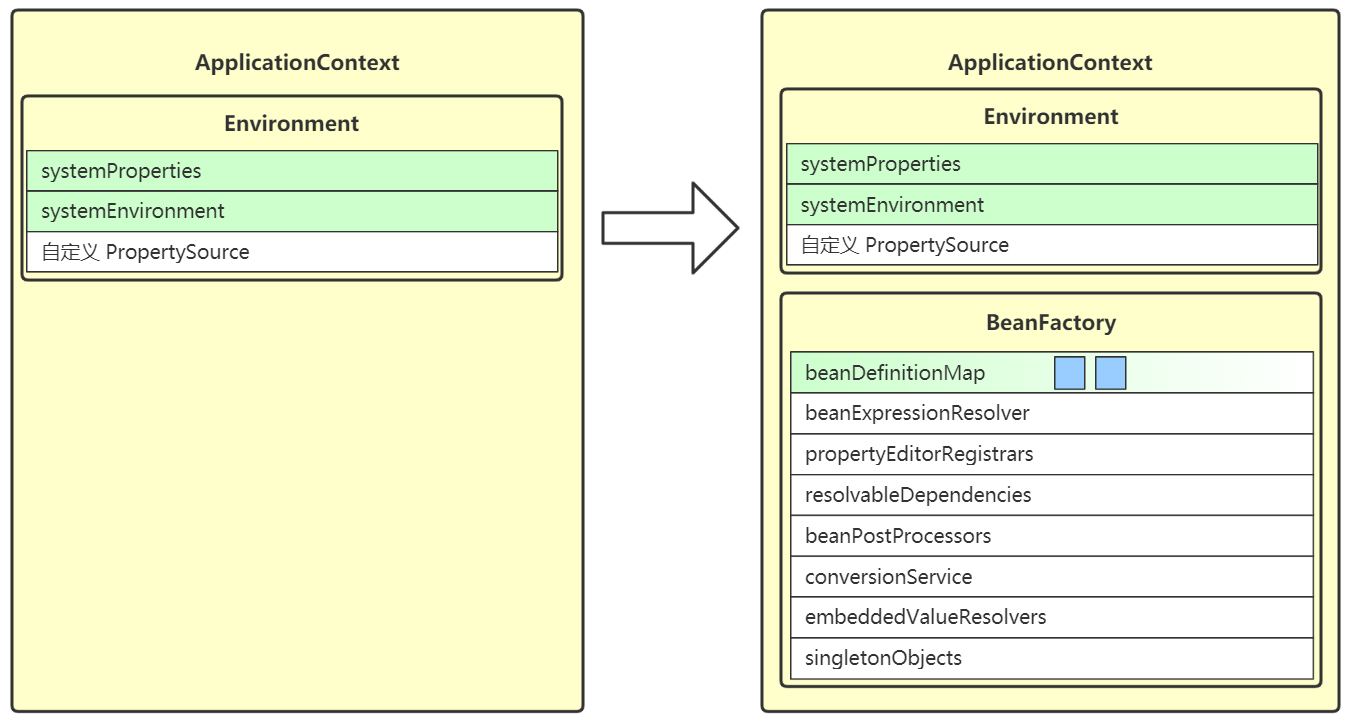 ApplicationContext
Environment
systemProperties
systemEnvironment
自定义 PropertySource
ApplicationContext
Environment
systemProperties
systemEnvironment
自定义 PropertySource
BeanFactory
beanDefinitionMap
beanExpressionResolver
propertyEditorRegistrars
resolvableDependencies
beanPostProcessors
conversionService
embeddedValueResolvers
singletonObjects